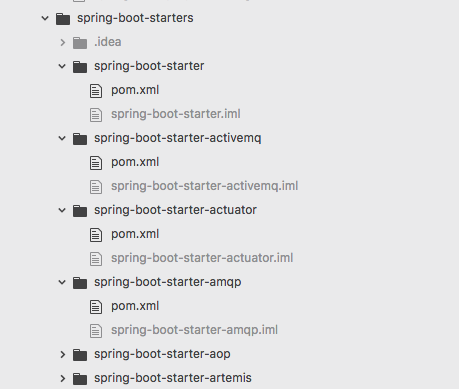 spring-boot-starters
.idea
spring-boot-starter
pom.xml
spring-boot-starter.iml
spring-boot-starter-activemq
pom.xml
spring-boot-starter-activemq.iml
spring-boot-starter-actuator
pom.xml
spring-boot-starter-actuator.iml
spring-boot-starter-amqp
pom.xml
spring-boot-starter-amqp.iml
spring-boot-starter-aop
spring-boot-starter-artemis